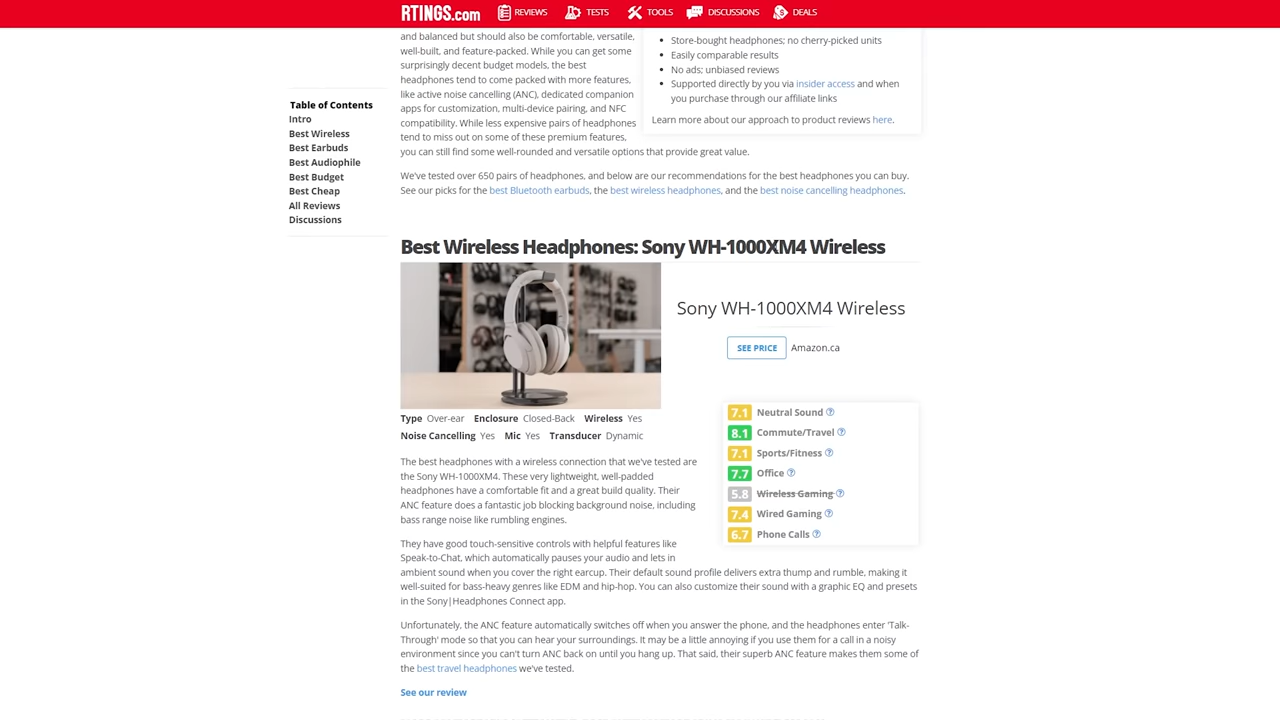 RTINGS.com REVIEWS TESTS TOOLS DISCUSSIONS DEALS
Table of Contents
Intro
Best Wireless
Best Earbuds
Best Audiophile
Best Budget
Best Cheap
All Reviews
Discussions
and balanced but should also be comfortable, versatile,
well-built, and feature-packed. While you can get some
surprisingly decent budget models, the best
headphones tend to come packed with more features,
like active noise cancelling (ANC), dedicated companion
apps for customization, multi-device pairing, and NFC
compatibility. While less expensive pairs of headphones
tend to miss out on some of these premium features,
you can still find some well-rounded and versatile options that provide great value.
Store-bought headphones; no cherry-picked units
Easily comparable results
No ads; unbiased reviews
Supported directly by you via insider access and when
you purchase through our affiliate links
Learn more about our approach to product reviews here.
We've tested over 650 pairs of headphones, and below are our recommendations for the best headphones you can buy.
See our picks for the best Bluetooth earbuds, the best wireless headphones, and the best noise cancelling headphones.
Best Wireless Headphones: Sony WH-1000XM4 Wireless
Sony WH-1000XM4 Wireless
SEE PRICE Amazon.ca
Type Over-ear Enclosure Closed-Back Wireless Yes
Noise Cancelling Yes Mic Yes Transducer Dynamic
7.1 Neutral Sound ?
8.1 Commute/Travel ?
7.1 Sports/Fitness ?
7.7 Office ?
5.8 Wireless Gaming ?
7.4 Wired Gaming ?
6.7 Phone Calls ?
The best headphones with a wireless connection that we've tested are
the Sony WH-1000XM4. These very lightweight, well-padded
headphones have a comfortable fit and a great build quality. Their
ANC feature does a fantastic job blocking background noise, including
bass range noise like rumbling engines.
They have good touch-sensitive controls with helpful features like
Speak-to-Chat, which automatically pauses your audio and lets in
ambient sound when you cover the right earcup. Their default sound profile delivers extra thump and rumble, making it
well-suited for bass-heavy genres like EDM and hip-hop. You can also customize their sound with a graphic EQ and presets
in the Sony|Headphones Connect app.
Unfortunately, the ANC feature automatically switches off when you answer the phone, and the headphones enter 'Talk-
Through' mode so that you can hear your surroundings. It may be a little annoying if you use them for a call in a noisy
environment since you can't turn ANC back on until you hang up. That said, their superb ANC feature makes them some of
the best travel headphones we've tested.
See our review